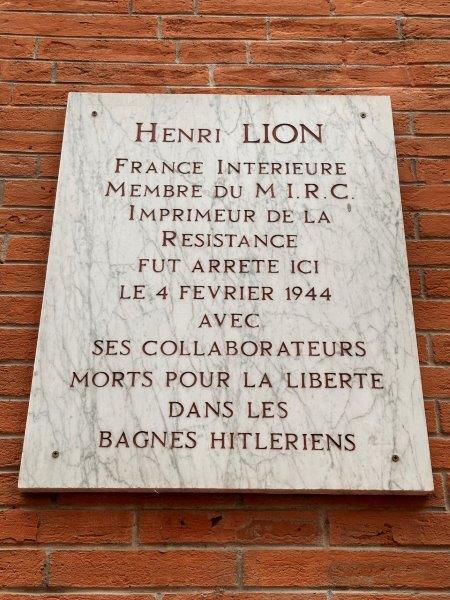 HENRI LION
FRANCE INTERIEURE
MEMBRE DU M.I.R.C.
IMPRIMEUR DE LA
RESISTANCE
FUT ARRETE ICI
LE 4 FEVRIER 1944
AVEC
SES COLLABORATEURS
MORTS POUR LA LIBERTE
DANS LES
BAGNES HITLERIENS